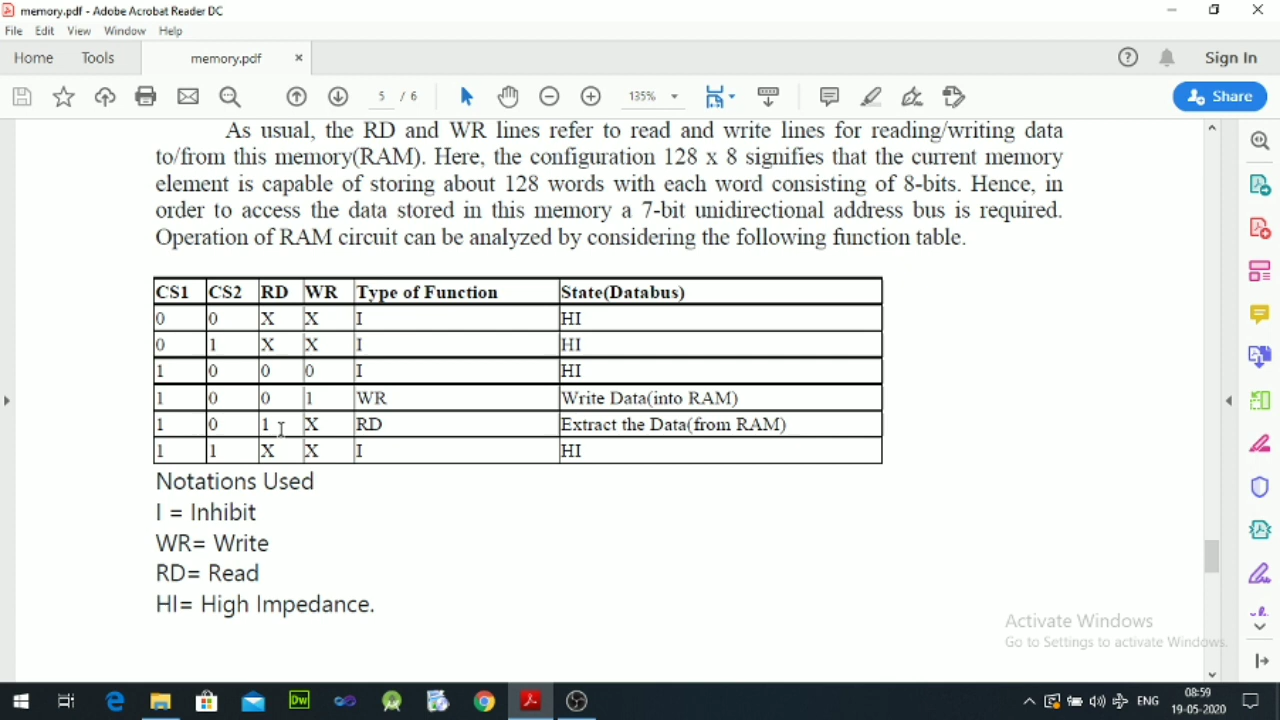 memory.pdf - Adobe Acrobat Reader DC
File Edit View Window Help
Home Tools memory.pdf × Sign In
5 / 6 135% Share
As usual, the RD and WR lines refer to read and write lines for reading/writing data
to/from this memory(RAM). Here, the configuration 128 x 8 signifies that the current memory
element is capable of storing about 128 words with each word consisting of 8-bits. Hence, in
order to access the data stored in this memory a 7-bit unidirectional address bus is required.
Operation of RAM circuit can be analyzed by considering the following function table.
CS1 CS2 RD WR Type of Function State(Databus)
0 0 X X I HI
0 1 X X I HI
1 0 0 0 I HI
1 0 0 1 WR Write Data(into RAM)
1 0 1 X RD Extract the Data(from RAM)
1 1 X X I HI
Notations Used
I = Inhibit
WR= Write
RD= Read
HI= High Impedance.
Activate Windows
Go to Settings to activate Windows.
Dw
ENG
08:59
19-05-2020